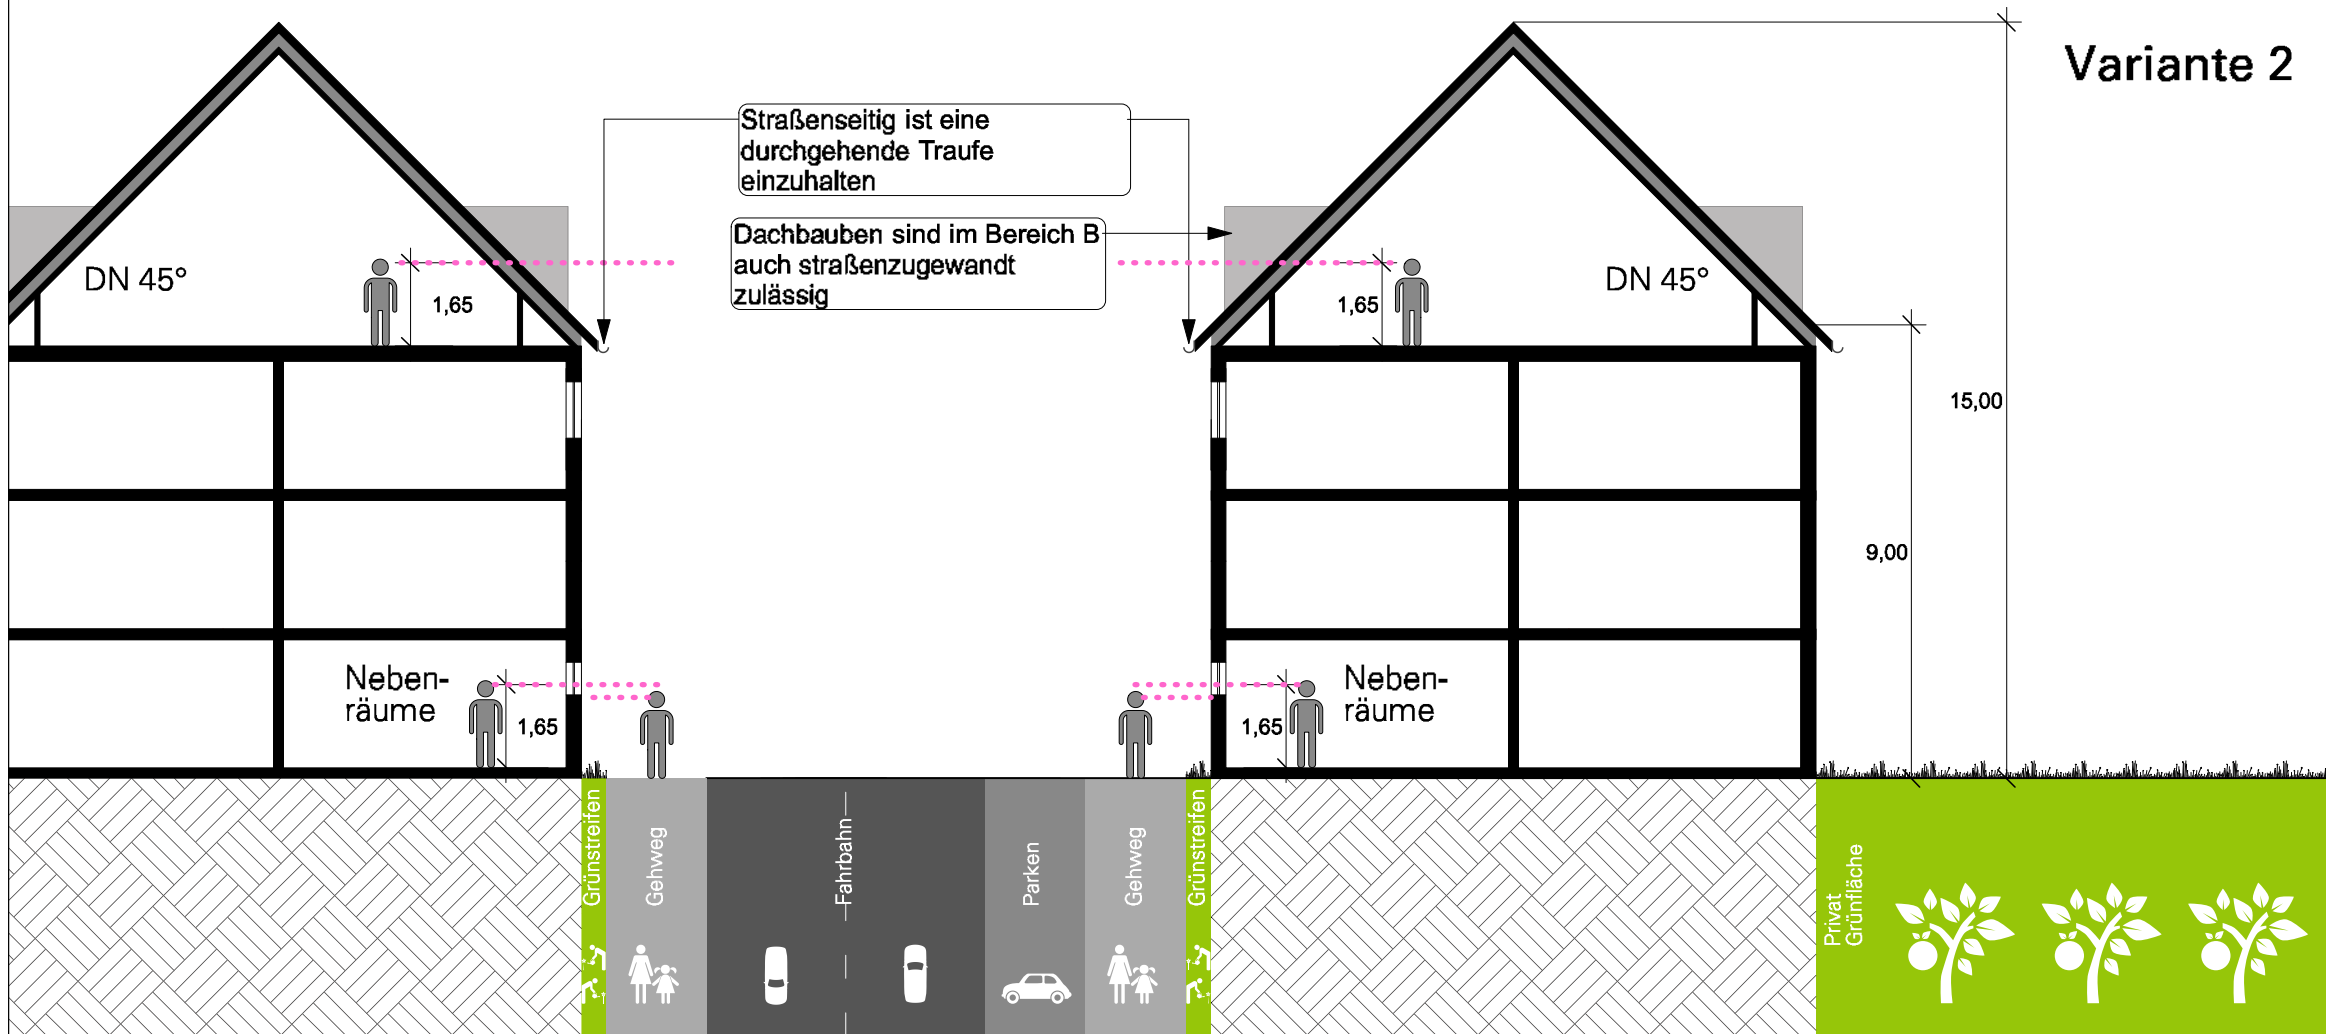 Variante 2
Straßenseitig ist eine
durchgehende Traufe
einzuhalten
Dachbauben sind im Bereich B
auch straßenzugewandt
zulässig
DN 45°
1,65
1,65
DN 45°
15,00
9,00
Neben-
räume
1,65
1,65
Neben-
räume
Grünstreifen
Gehweg
Fahrbahn
Parken
Gehweg
Grünstreifen
Privat
Grünfläche